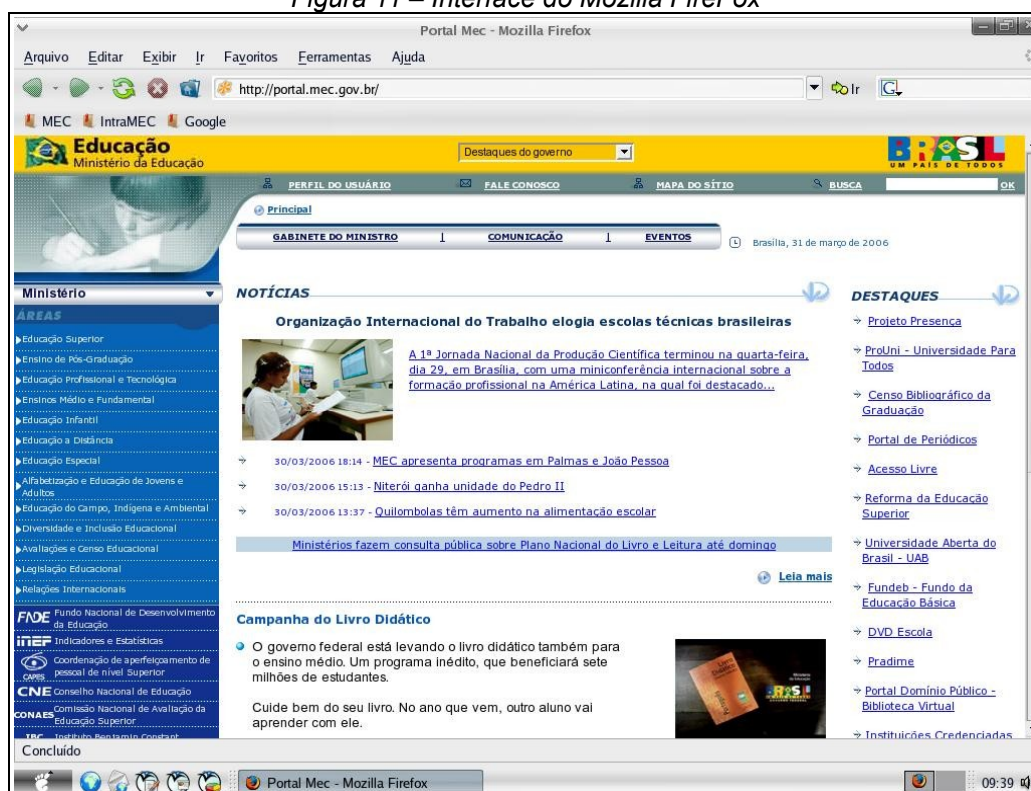 Figura 11 – Interface do Mozilla FireFox
Portal Mec - Mozilla Firefox
Arquivo Editar Exibir Ir Favoritos Ferramentas Ajuda
http://portal.mec.gov.br/ Ir G
MEC IntraMEC Google
Educação
Ministério da Educação
Destaques do governo
BRASIL
UM PAÍS DE TODOS
PERFIL DO USUÁRIO FALE CONOSCO MAPA DO SÍTIO BUSCA OK
Principal
GABINETE DO MINISTRO | COMUNICAÇÃO | EVENTOS
Brasília, 31 de março de 2006
Ministério
ÁREAS
Educação Superior
Ensino de Pós-Graduação
Educação Profissional e Tecnológica
Ensinos Médio e Fundamental
Educação Infantil
Educação a Distância
Educação Especial
Alfabetização e Educação de Jovens e
Adultos
Educação do Campo, Indígena e Ambiental
Diversidade e Inclusão Educacional
Avaliações e Censo Educacional
Legislação Educacional
Relações Internacionais
FNDE Fundo Nacional de Desenvolvimento
da Educação
INEP Indicadores e Estatísticas
CAPES Coordenação de aperfeiçoamento de
pessoal de nível Superior
CNE Conselho Nacional de Educação
CONAES Comissão Nacional de Avaliação da
Educação Superior
IBC Instituto Benjamin Constant
NOTÍCIAS
Organização Internacional do Trabalho elogia escolas técnicas brasileiras
A 1ª Jornada Nacional da Produção Científica terminou na quarta-feira,
dia 29, em Brasília, com uma miniconferência internacional sobre a
formação profissional na América Latina, na qual foi destacado...
30/03/2006 18:14 - MEC apresenta programas em Palmas e João Pessoa
30/03/2006 15:13 - Niterói ganha unidade do Pedro II
30/03/2006 13:37 - Quilombolas têm aumento na alimentação escolar
Ministérios fazem consulta pública sobre Plano Nacional do Livro e Leitura até domingo
Leia mais
Campanha do Livro Didático
O governo federal está levando o livro didático também para
o ensino médio. Um programa inédito, que beneficiará sete
milhões de estudantes.
Cuide bem do seu livro. No ano que vem, outro aluno vai
aprender com ele.
DESTAQUES
Projeto Presença
ProUni - Universidade Para
Todos
Censo Bibliográfico da
Graduação
Portal de Periódicos
Acesso Livre
Reforma da Educação
Superior
Universidade Aberta do
Brasil - UAB
Fundeb - Fundo da
Educação Básica
DVD Escola
Pradime
Portal Domínio Público -
Biblioteca Virtual
Instituições Credenciadas
Concluído
Portal Mec - Mozilla Firefox
09:39